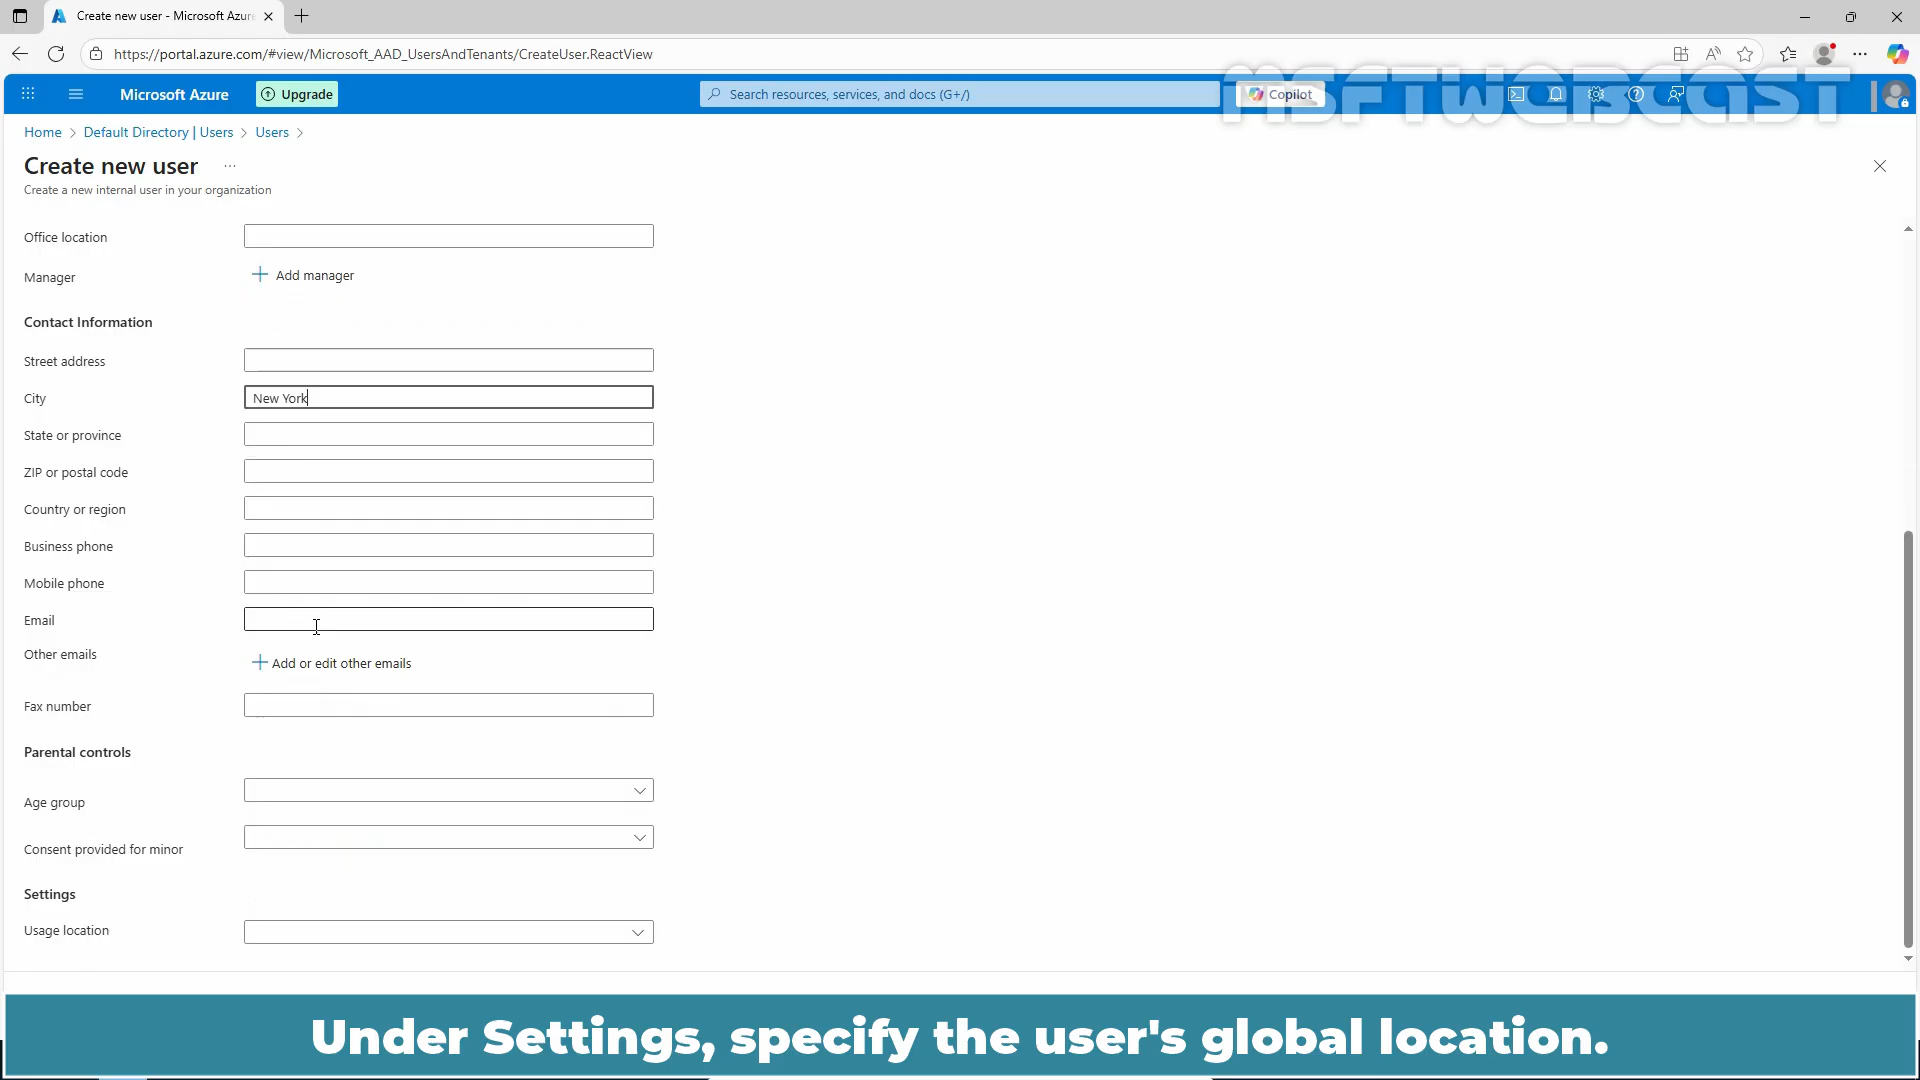 Create new user - Microsoft Azur
https://portal.azure.com/#view/Microsoft_AAD_UsersAndTenants/CreateUser.ReactView
MSFTWEBCAST
Microsoft Azure
Upgrade
Search resources, services, and docs (G+/)
Copilot
Home > Default Directory | Users > Users >
Create new user ...
Create a new internal user in your organization
Office location
Manager
Add manager
Contact Information
Street address
City
New York
State or province
ZIP or postal code
Country or region
Business phone
Mobile phone
Email
Other emails
Add or edit other emails
Fax number
Parental controls
Age group
Consent provided for minor
Settings
Usage location
Under Settings, specify the user's global location.